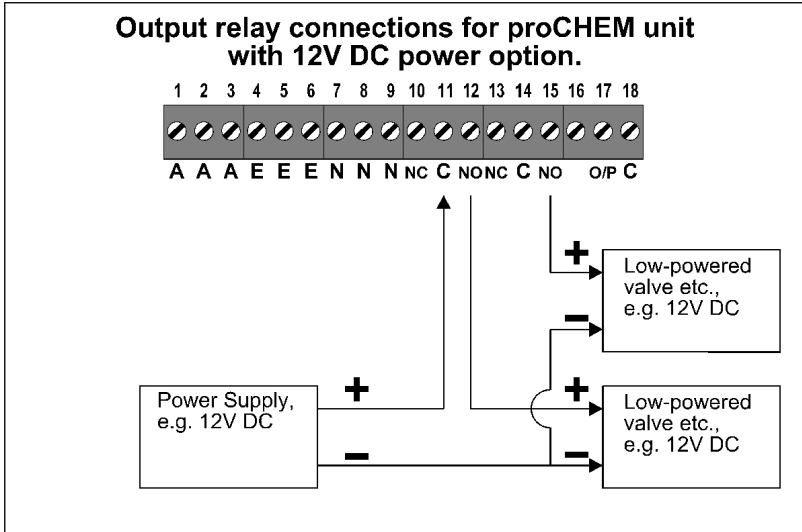 Output relay connections for proCHEM unit
with 12V DC power option.
1 2 3 4 5 6 7 8 9 10 11 12 13 14 15 16 17 18
A A A E E E N N N NC C NO NC C NO O/P C
+
Low-powered
valve etc.,
e.g. 12V DC
−
Power Supply,
e.g. 12V DC
+
−
+
Low-powered
valve etc.,
e.g. 12V DC
−